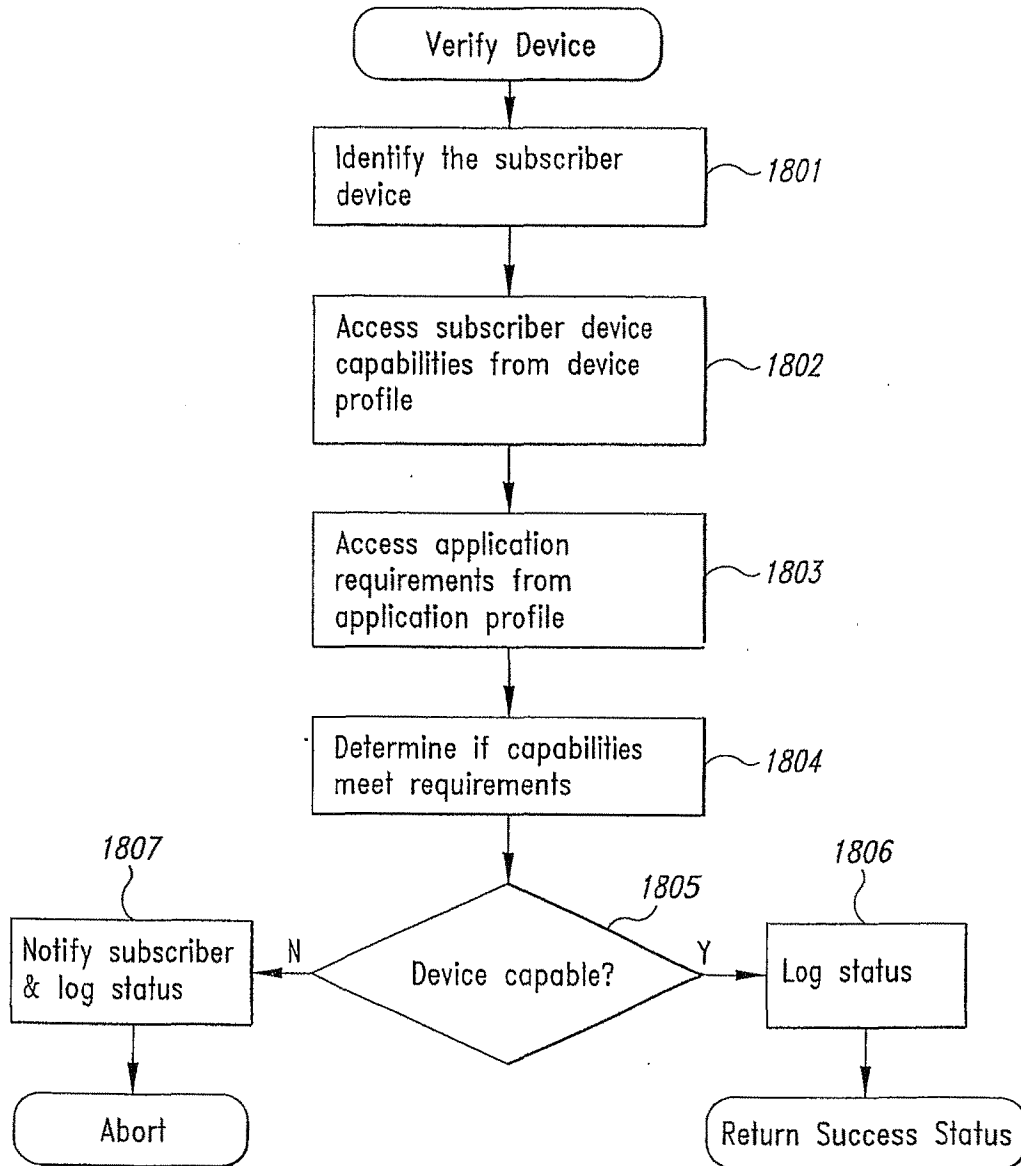 Verify Device
Identify the subscriber
device
1801
Access subscriber device
capabilities from device
profile
1802
Access application
requirements from
application profile
1803
Determine if capabilities
meet requirements
1804
1807
1805
1806
Notify subscriber
& log status
N
Device capable?
Y
Log status
Abort
Return Success Status